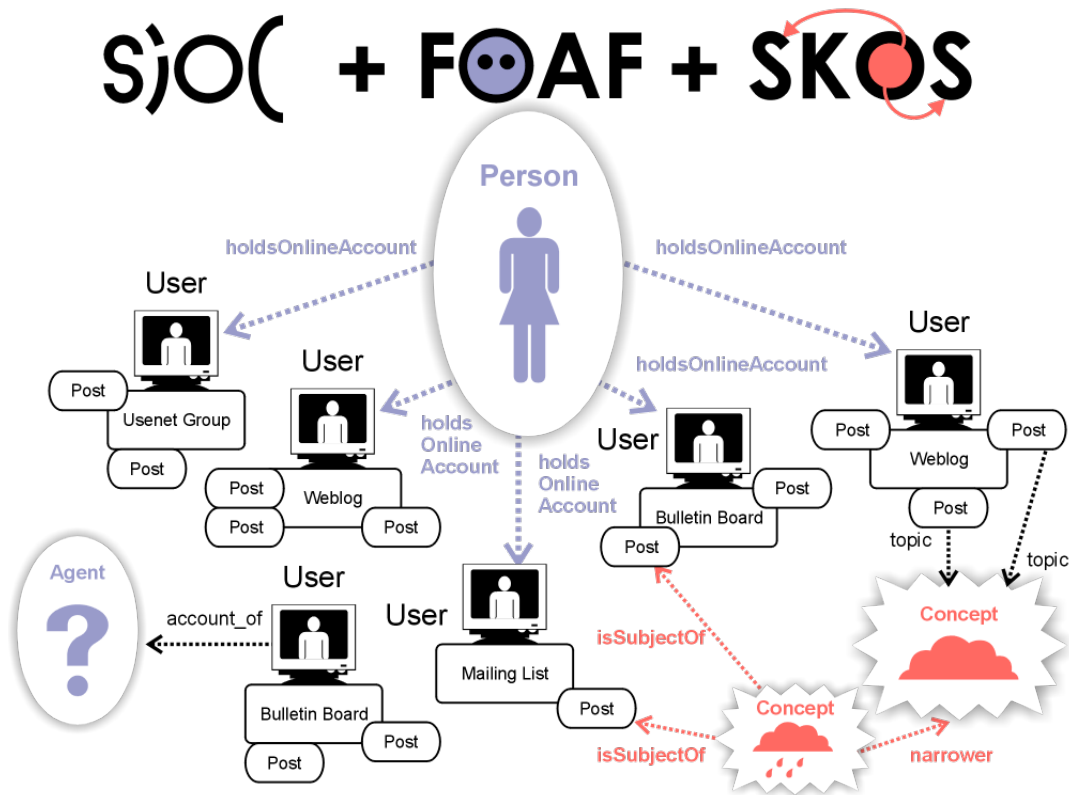 SiOC + FOAF + SKOS
Person
holdsOnlineAccount
holdsOnlineAccount
User
User
User
holdsOnlineAccount
Post
Usenet Group
Post
holds
Online
Account
User
Post
Weblog
Post
Post
Post
Weblog
Post
Post
holds
Online
Account
Post
Bulletin Board
Post
topic
topic
Agent
User
account_of
User
Concept
isSubjectOf
Mailing List
Post
Bulletin Board
Post
Post
Concept
isSubjectOf
narrower